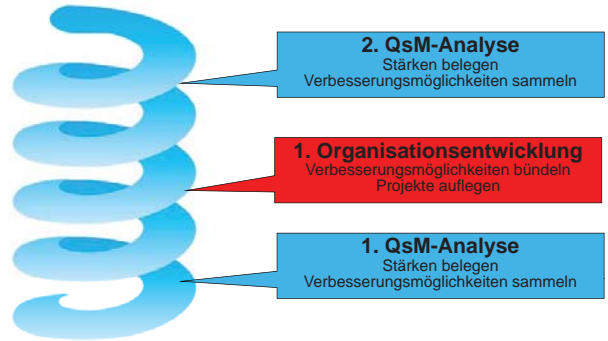 2. QsM-Analyse
Stärken belegen
Verbesserungsmöglichkeiten sammeln
1. Organisationsentwicklung
Verbesserungsmöglichkeiten bündeln
Projekte auflegen
1. QsM-Analyse
Stärken belegen
Verbesserungsmöglichkeiten sammeln